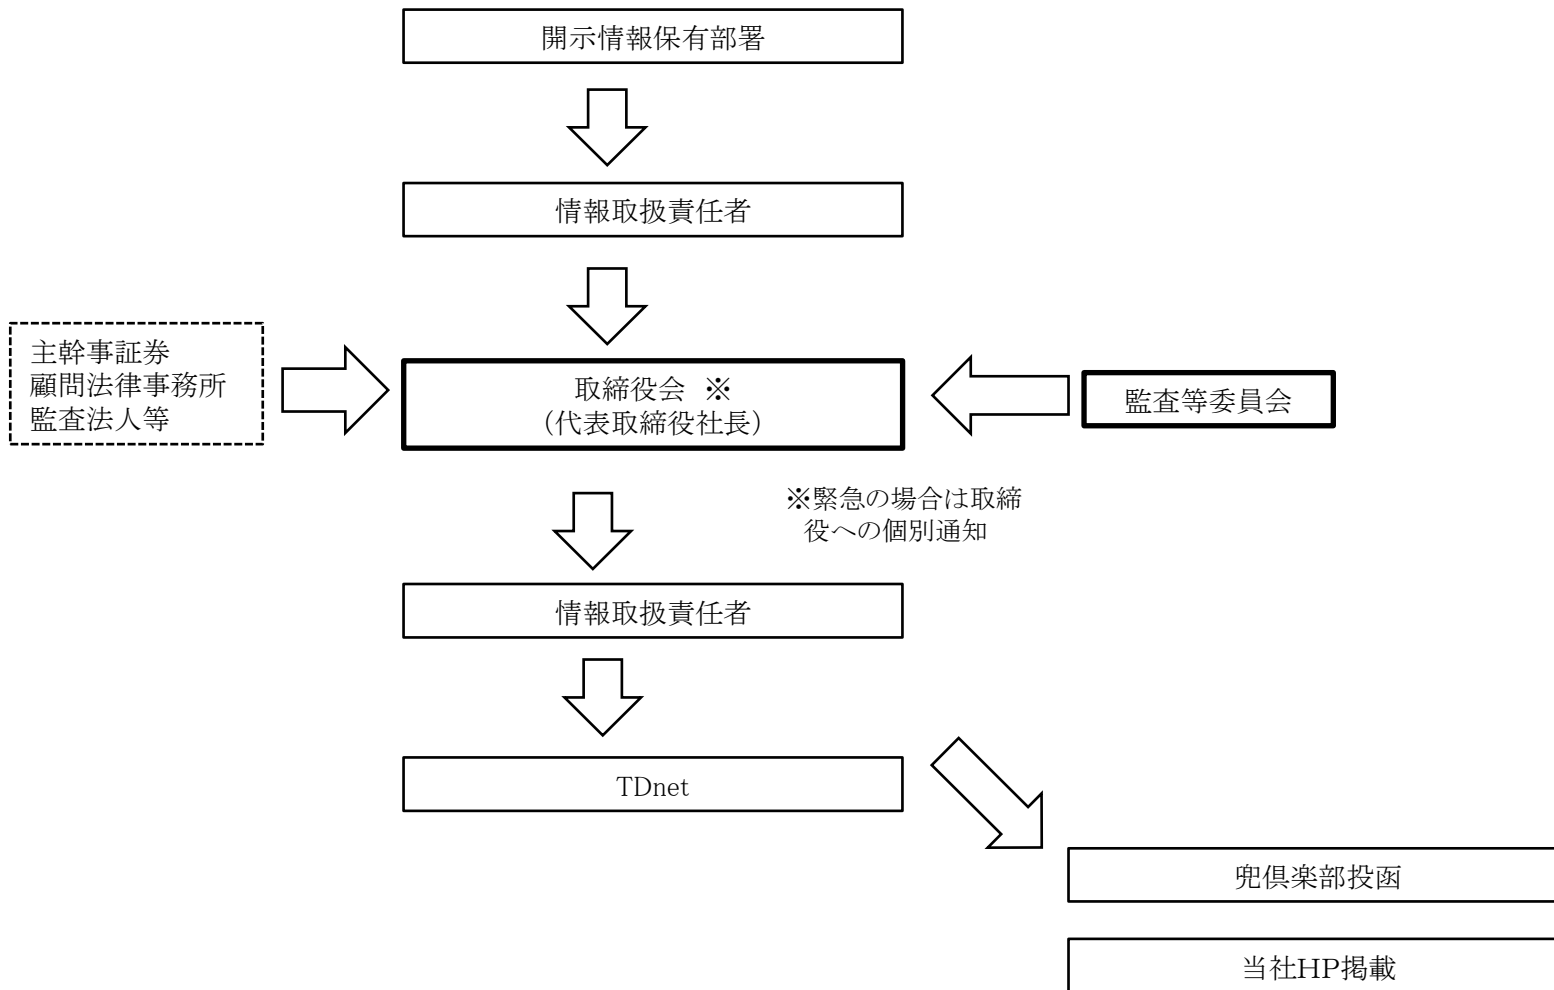 開示情報保有部署
情報取扱責任者
主幹事証券
顧問法律事務所
監査法人等
取締役会 ※
（代表取締役社長）
監査等委員会
※緊急の場合は取締
役への個別通知
情報取扱責任者
TDnet
兜倶楽部投函
当社HP掲載